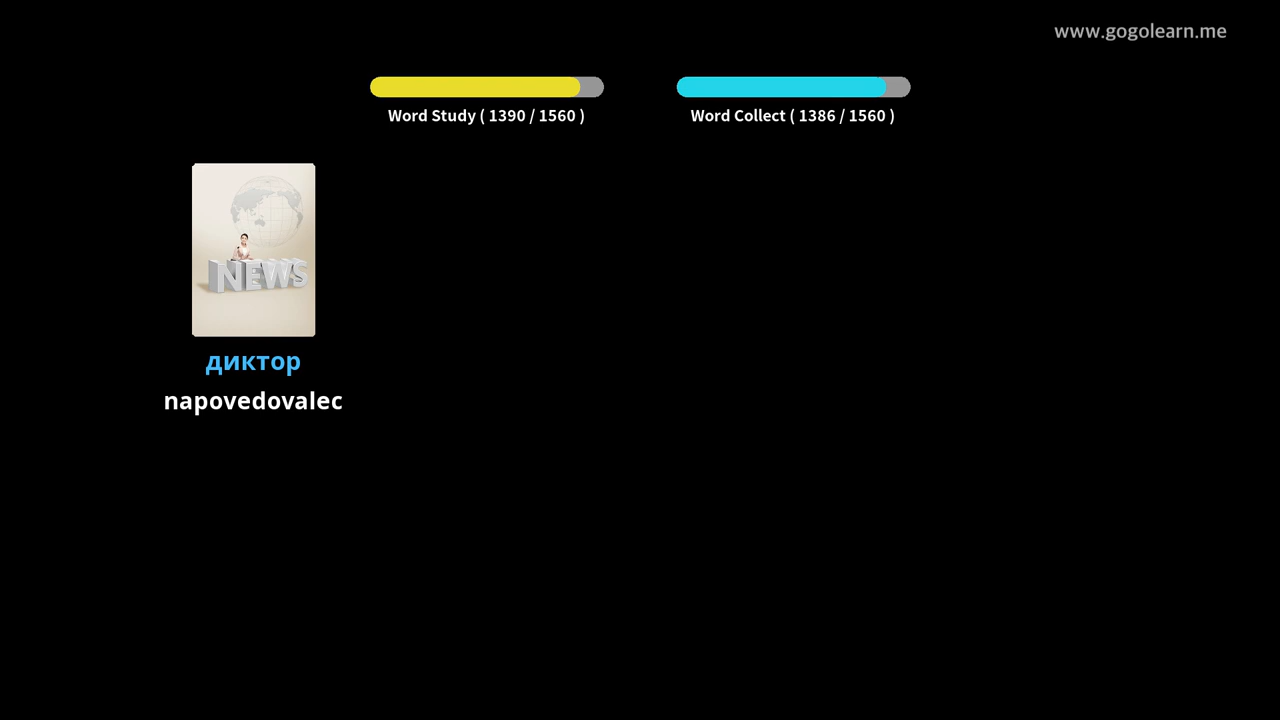 www.gogolearn.me
Word Study ( 1390 / 1560 )
Word Collect ( 1386 / 1560 )
NEWS
диктор
napovedovalec